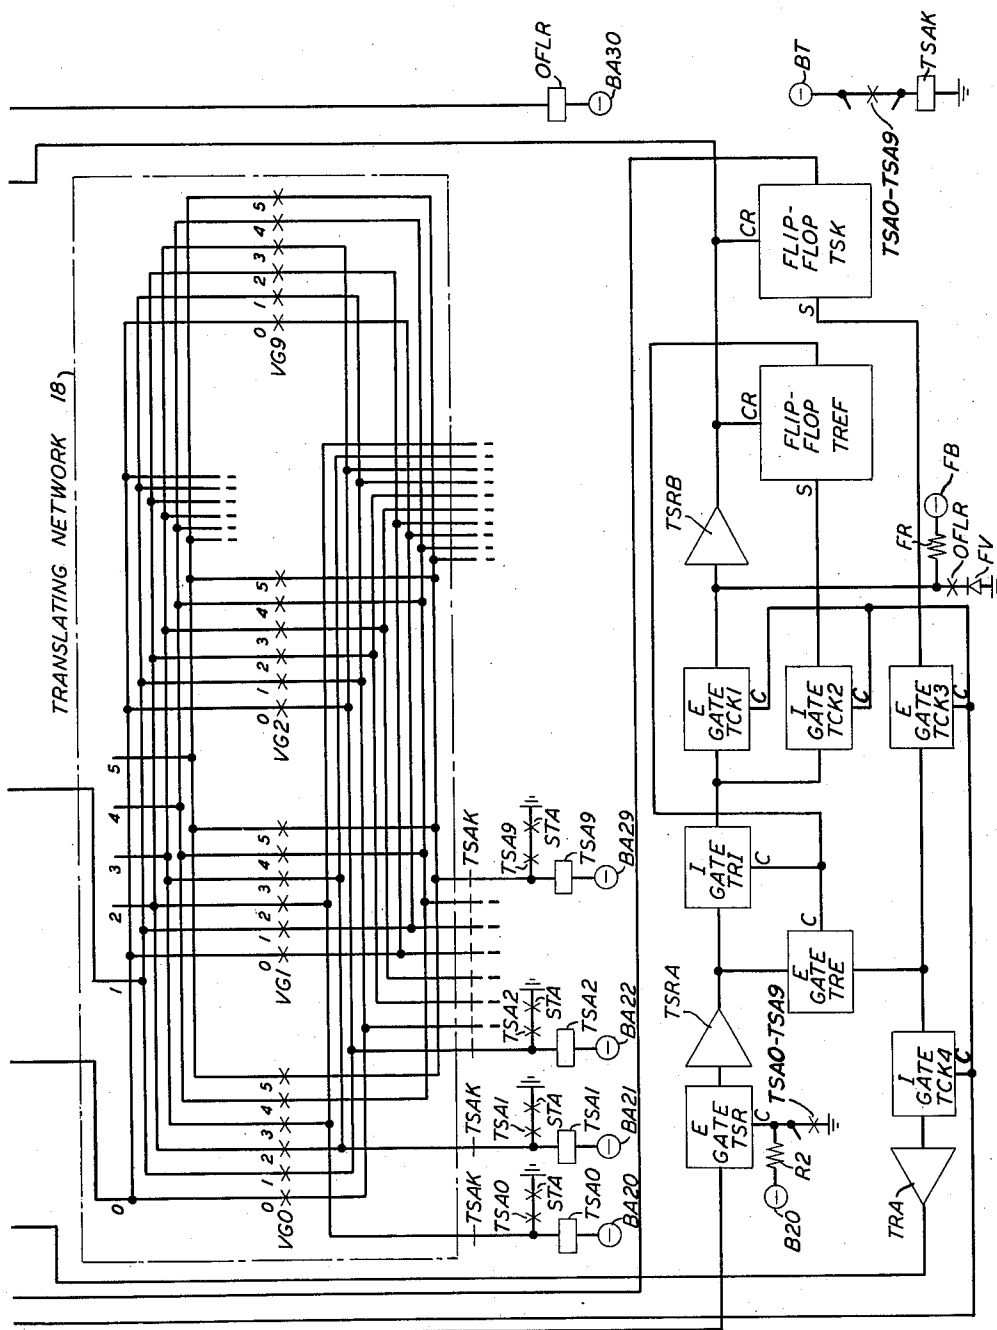 TRANSLATING NETWORK 18
0
1
2
3
4
5
VG0
0 1 2 3 4 5
VG1
0 1 2 3 4 5
VG2
0 1 2 3 4 5
VG9
0 1 2 3 4 5
TSAK
TSAK
TSAK
TSA0
STA
TSA0
BA20
TSA1
STA
TSA1
BA21
TSA2
STA
TSA2
BA22
TSA9
STA
TSA9
BA29
OFLR
BA30
E
GATE
TSR
C
R2
B20
TSA0-TSA9
TSRA
E
GATE
TRE
C
I
GATE
TRI
C
E
GATE
TCK1
C
I
GATE
TCK2
C
E
GATE
TCK3
C
I
GATE
TCK4
C
TRA
TSRB
FR
FB
OFLR
FV
FLIP-
FLOP
TREF
S
CR
FLIP-
FLOP
TSK
S
CR
BT
TSA0-TSA9
TSAK